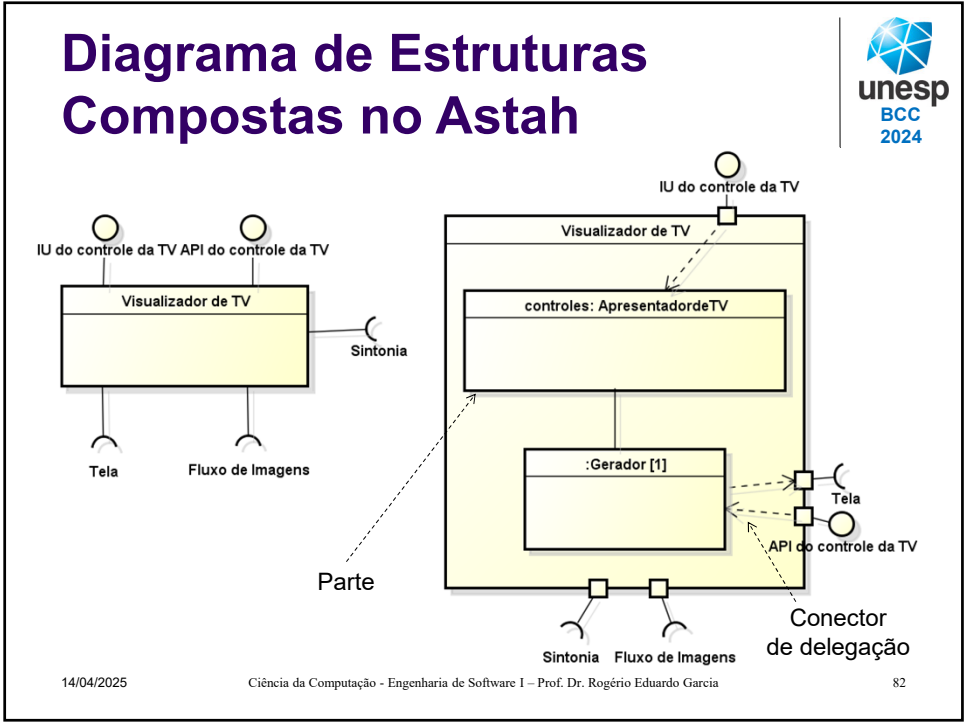 Diagrama de Estruturas
Compostas no Astah
unesp
BCC
2024
IU do controle da TV
API do controle da TV
Visualizador de TV
Sintonia
Tela
Fluxo de Imagens
IU do controle da TV
Visualizador de TV
controles: ApresentadordeTV
:Gerador [1]
Tela
API do controle da TV
Sintonia
Fluxo de Imagens
Parte
Conector
de delegação
14/04/2025
Ciência da Computação - Engenharia de Software I – Prof. Dr. Rogério Eduardo Garcia
82